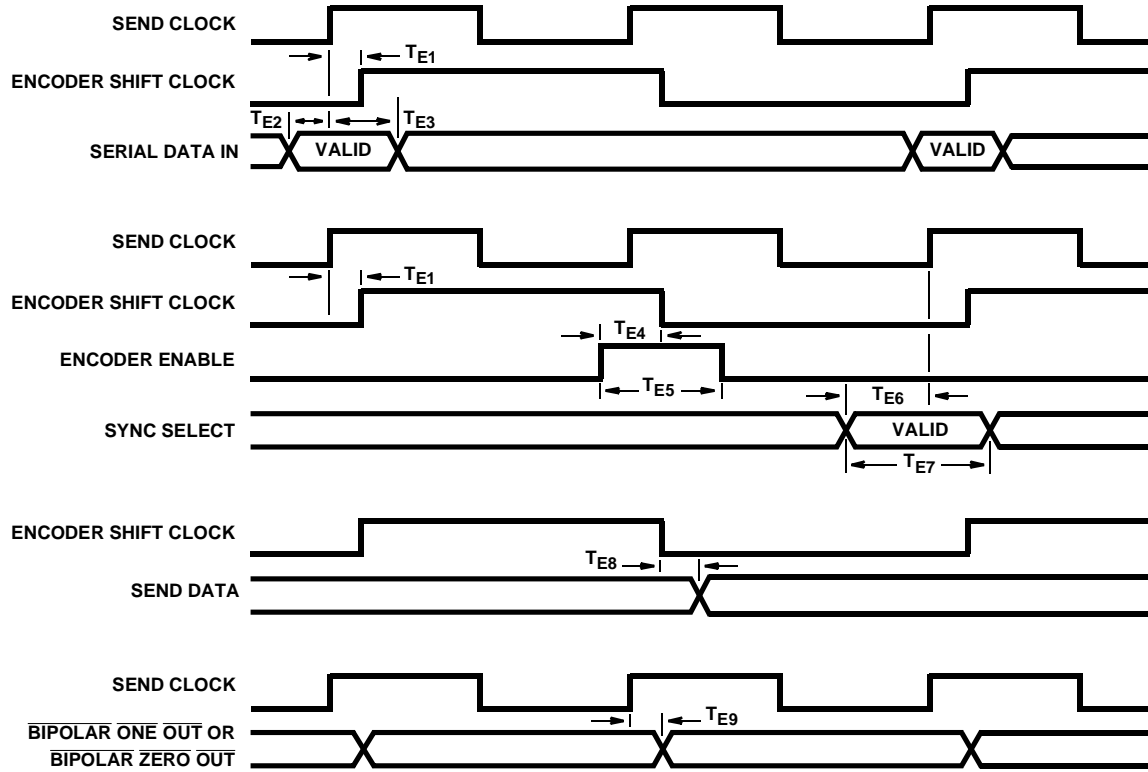 SEND CLOCK
TE1
ENCODER SHIFT CLOCK
TE2
TE3
SERIAL DATA IN
VALID
VALID
SEND CLOCK
TE1
ENCODER SHIFT CLOCK
TE4
ENCODER ENABLE
TE5
TE6
SYNC SELECT
VALID
TE7
ENCODER SHIFT CLOCK
TE8
SEND DATA
SEND CLOCK
TE9
BIPOLAR ONE OUT OR
BIPOLAR ZERO OUT